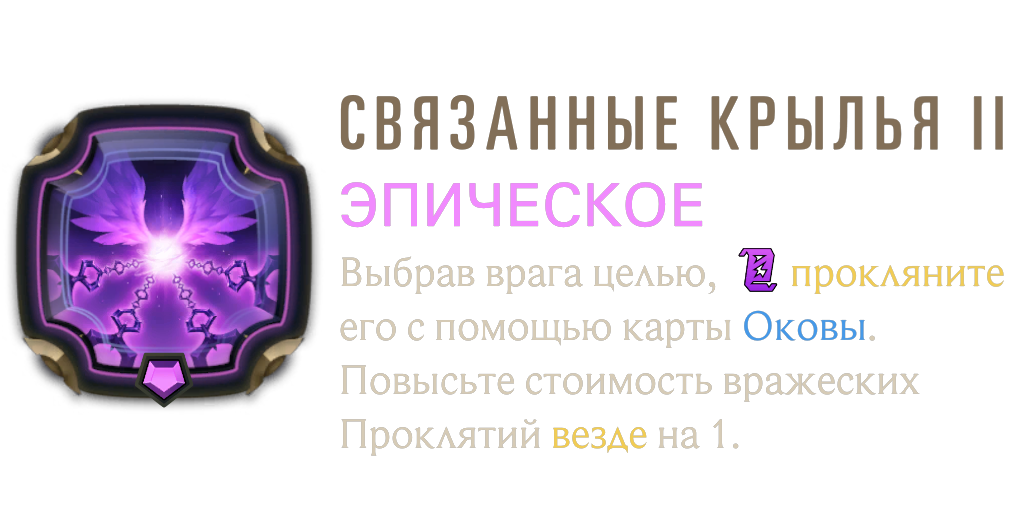 СВЯЗАННЫЕ КРЫЛЬЯ II
ЭПИЧЕСКОЕ
Выбрав врага целью, прокляните
его с помощью карты Оковы.
Повысьте стоимость вражеских
Проклятий везде на 1.